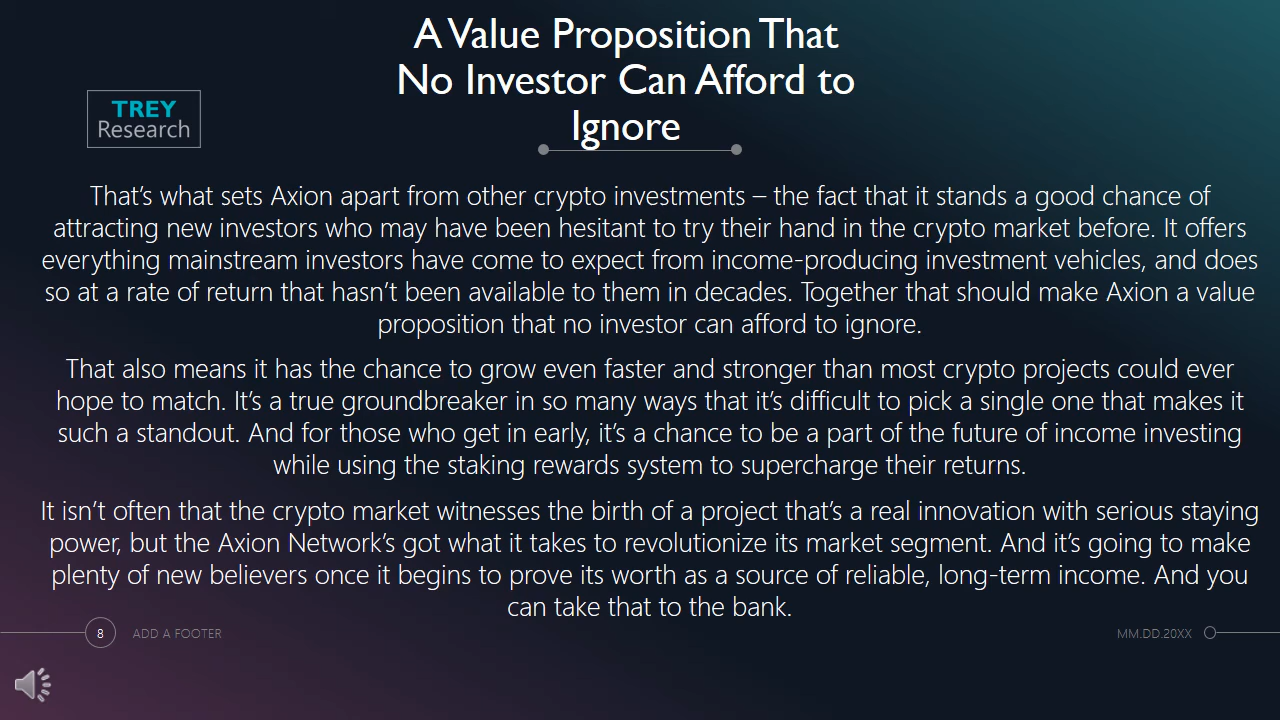 A Value Proposition That
No Investor Can Afford to
Ignore
TREY
Research
That’s what sets Axion apart from other crypto investments – the fact that it stands a good chance of
attracting new investors who may have been hesitant to try their hand in the crypto market before. It offers
everything mainstream investors have come to expect from income-producing investment vehicles, and does
so at a rate of return that hasn’t been available to them in decades. Together that should make Axion a value
proposition that no investor can afford to ignore.
That also means it has the chance to grow even faster and stronger than most crypto projects could ever
hope to match. It’s a true groundbreaker in so many ways that it’s difficult to pick a single one that makes it
such a standout. And for those who get in early, it’s a chance to be a part of the future of income investing
while using the staking rewards system to supercharge their returns.
It isn’t often that the crypto market witnesses the birth of a project that’s a real innovation with serious staying
power, but the Axion Network’s got what it takes to revolutionize its market segment. And it’s going to make
plenty of new believers once it begins to prove its worth as a source of reliable, long-term income. And you
can take that to the bank.
8 ADD A FOOTER MM.DD.20XX